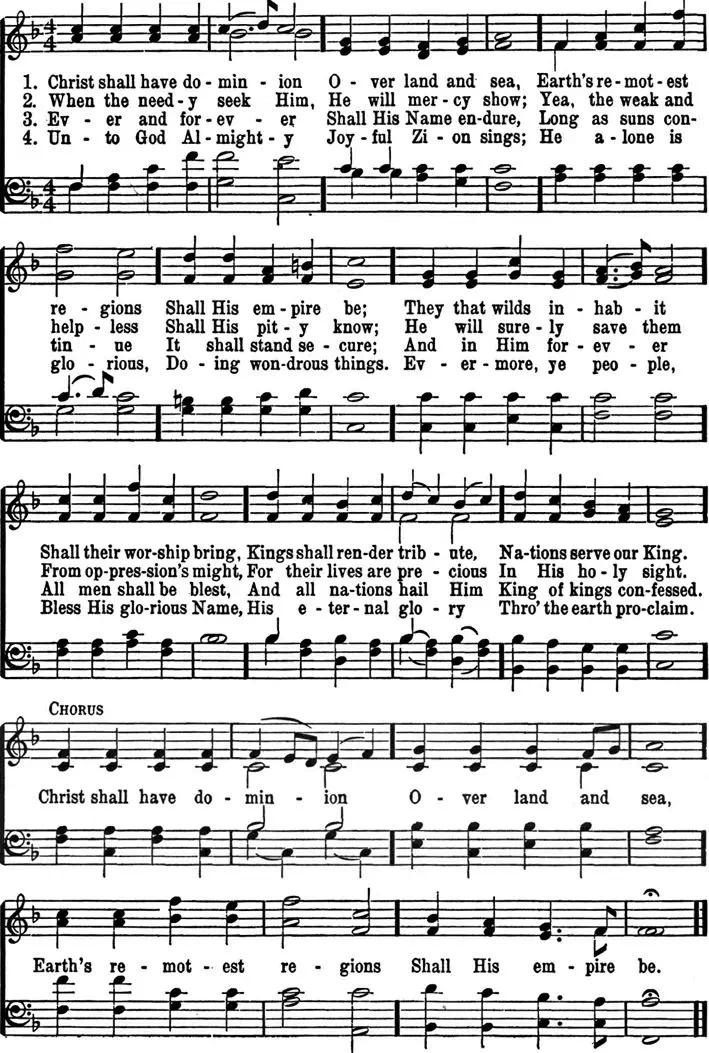 1. Christ shall have do - min - ion O - ver land and sea, Earth's re - mot - est
2. When the need - y seek Him, He will mer - cy show; Yea, the weak and
3. Ev - er and for - ev - er Shall His Name en - dure, Long as suns con-
4. Un - to God Al - might - y Joy - ful Zi - on sings; He a - lone is
re - gions Shall His em - pire be; They that wilds in - hab - it
help - less Shall His pit - y know; He will sure - ly save them
tin - ue It shall stand se - cure; And in Him for - ev - er
glo - rious, Do - ing won-drous things. Ev - er - more, ye peo - ple,
Shall their wor-ship bring, Kings shall ren-der trib - ute, Na-tions serve our King.
From op-pres-sion's might, For their lives are pre - cious In His ho - ly sight.
All men shall be blest, And all na-tions hail Him King of kings con-fessed.
Bless His glo-rious Name, His e - ter - nal glo - ry Thro' the earth pro-claim.
CHORUS
Christ shall have do - min - ion O - ver land and sea,
Earth's re - mot - est re - gions Shall His em - pire be.